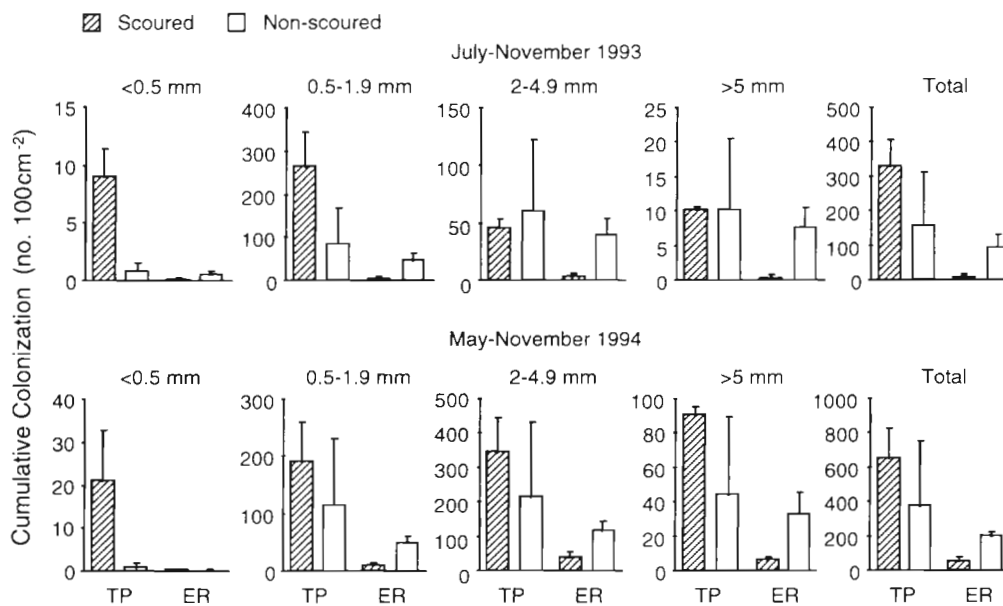 Scoured Non-scoured
July-November 1993
<0.5 mm 0.5-1.9 mm 2-4.9 mm >5 mm Total
15 400 150 25 500
300 20 400
10 100 15 300
200
10 200
5 50
100 5 100
0 0 0 0 0
Cumulative Colonization (no. 100cm-2)
May-November 1994
<0.5 mm 0.5-1.9 mm 2-4.9 mm >5 mm Total
40 300 500 100 1000
30 400 80 800
200 300 60 600
20
200 40 400
100
10 100 20 200
0 0 0 0 0
TP ER TP ER TP ER TP ER TP ER